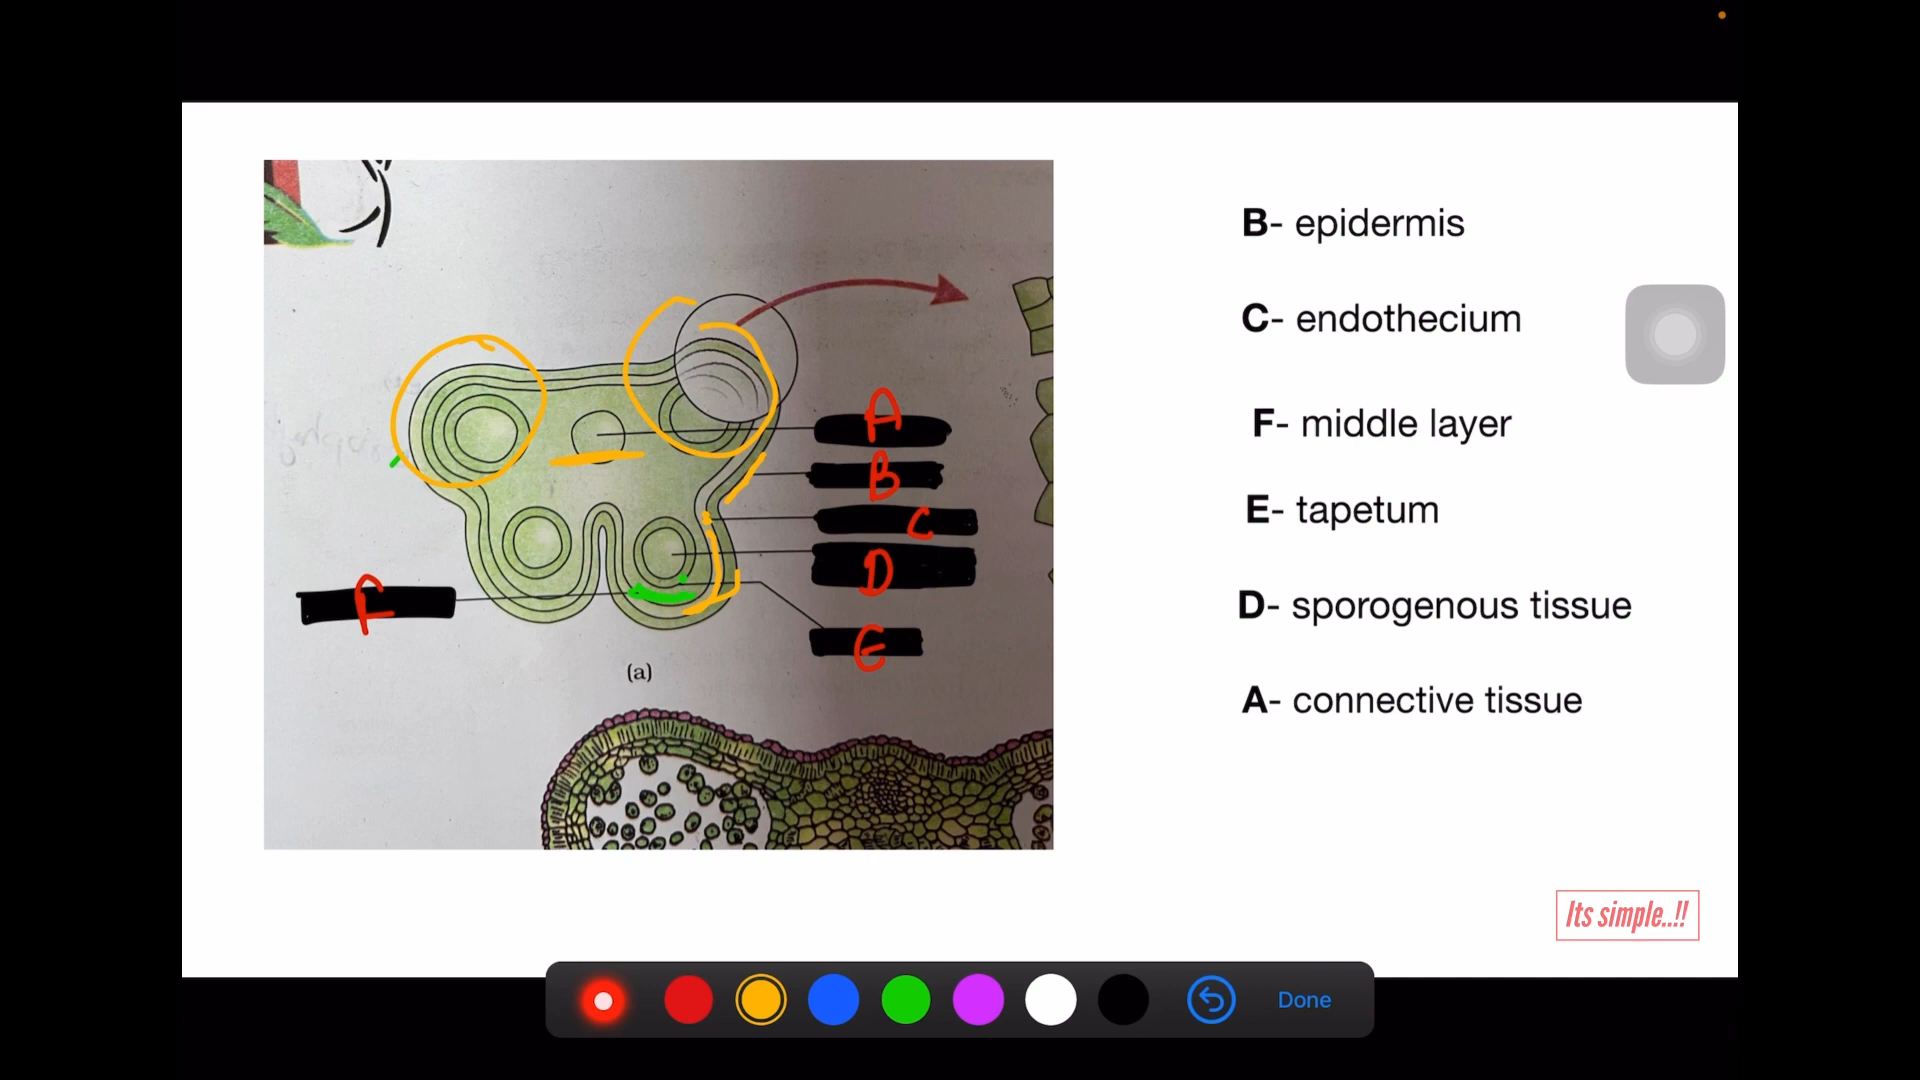 A
B
C
D
F
E
(a)
B- epidermis
C- endothecium
F- middle layer
E- tapetum
D- sporogenous tissue
A- connective tissue
Its simple..!!
Done